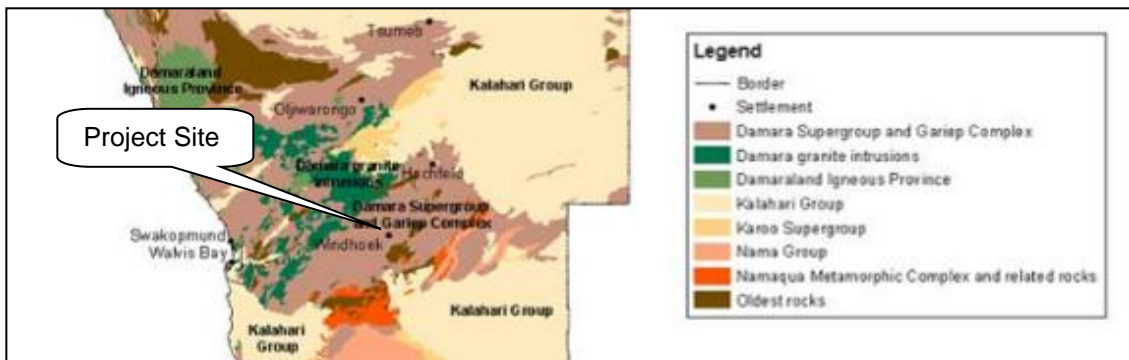 Tsumeb
Damaraland
Igneous Province
Kalahari Group
Otjiwarongo
Project Site
Damara granite
intrusions
Hochfeld
Damara Supergroup
and Gariep Complex
Swakopmund
Windhoek
Walvis Bay
Kalahari Group
Kalahari
Group
Legend
Border
Settlement
Damara Supergroup and Gariep Complex
Damara granite intrusions
Damaraland Igneous Province
Kalahari Group
Karoo Supergroup
Nama Group
Namaqua Metamorphic Complex and related rocks
Oldest rocks